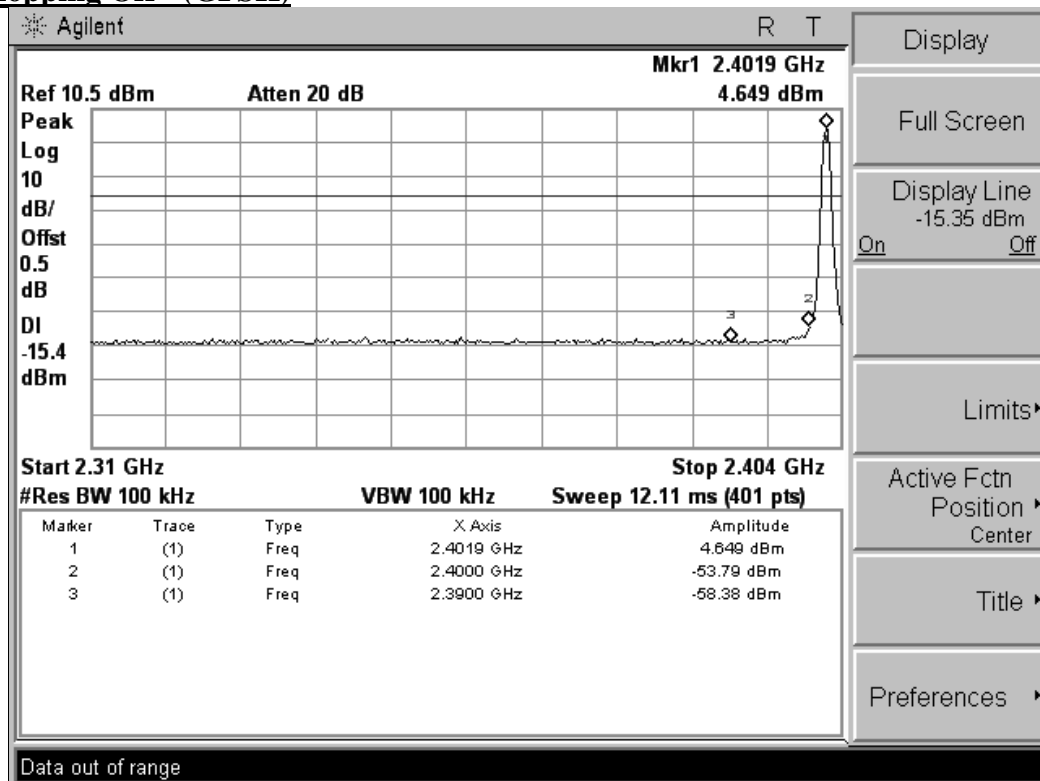 Agilent
R T
Mkr1 2.4019 GHz
Ref 10.5 dBm Atten 20 dB 4.649 dBm
Peak
Log
10
dB/
Offst
0.5
dB
DI
-15.4
dBm
3
2
Start 2.31 GHz Stop 2.404 GHz
#Res BW 100 kHz VBW 100 kHz Sweep 12.11 ms (401 pts)
Marker Trace Type X Axis Amplitude
1 (1) Freq 2.4019 GHz 4.649 dBm
2 (1) Freq 2.4000 GHz -53.79 dBm
3 (1) Freq 2.3900 GHz -58.38 dBm
Data out of range
Display
Full Screen
Display Line
-15.35 dBm
On Off
Limits
Active Fctn
Position
Center
Title
Preferences